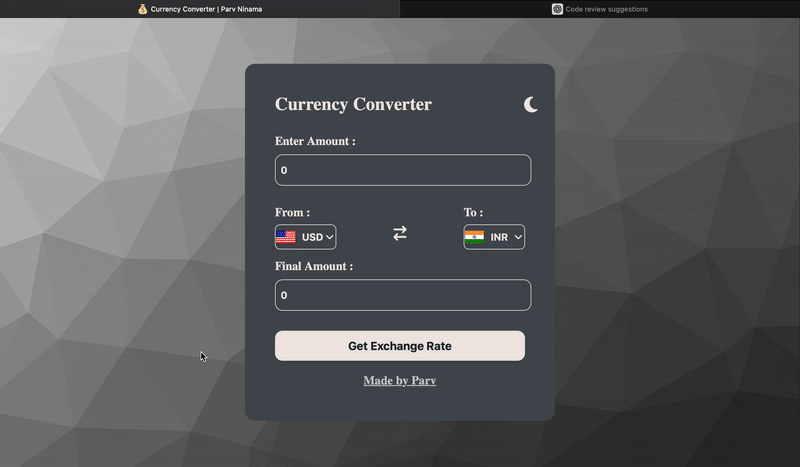 Currency Converter | Parv Ninama
Code review suggestions
Currency Converter
Enter Amount :
0
From :
To :
USD
INR
Final Amount :
0
Get Exchange Rate
Made by Parv